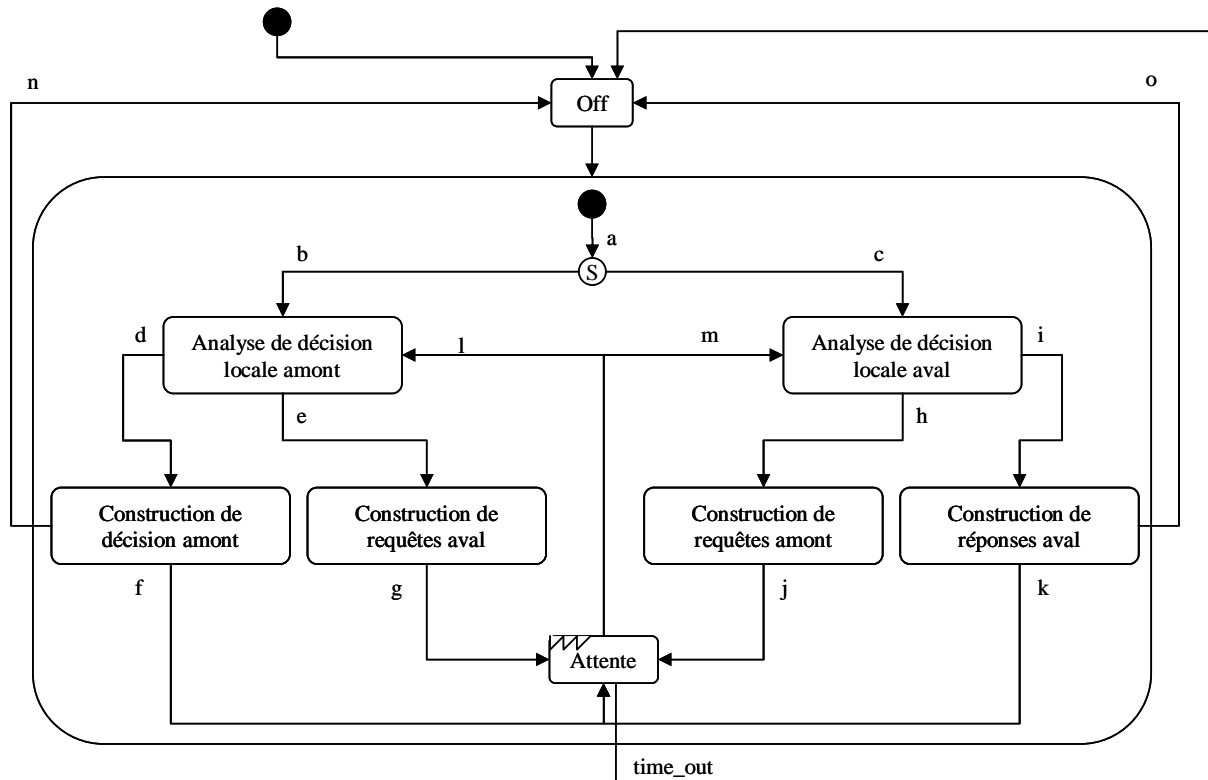 n
o
Off
a
b
S
c
d
Analyse de décision
locale amont
l
m
Analyse de décision
locale aval
i
e
h
Construction de
décision amont
Construction de
requêtes aval
Construction de
requêtes amont
Construction de
réponses aval
f
g
j
k
Attente
time_out